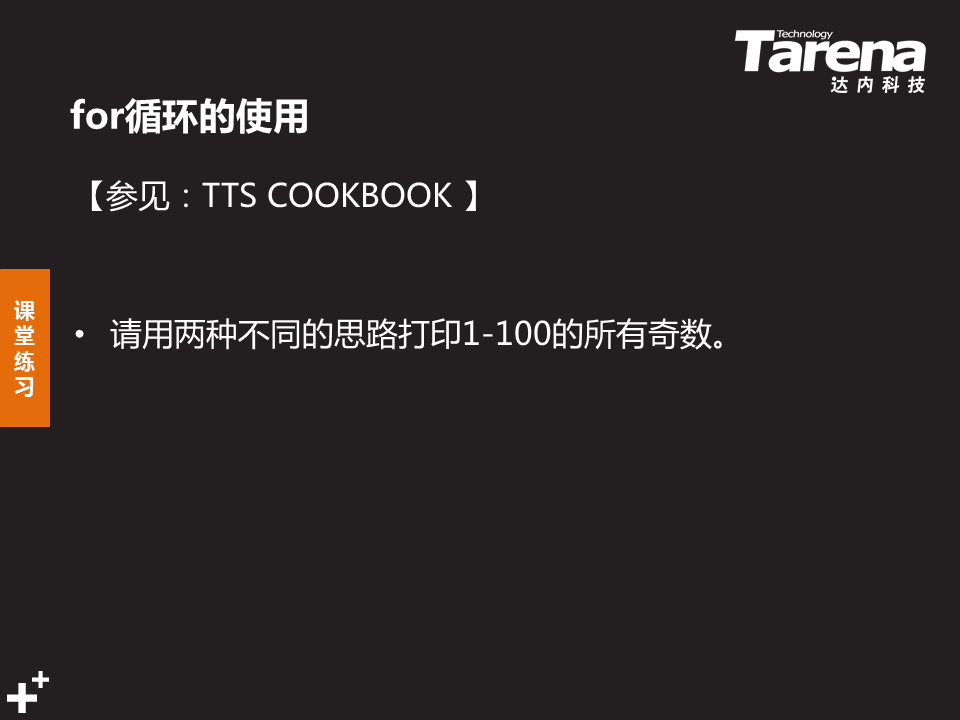 Technology
Tarena
达内科技
for循环的使用
【参见：TTS COOKBOOK 】
课
堂
练
习
• 请用两种不同的思路打印1-100的所有奇数。